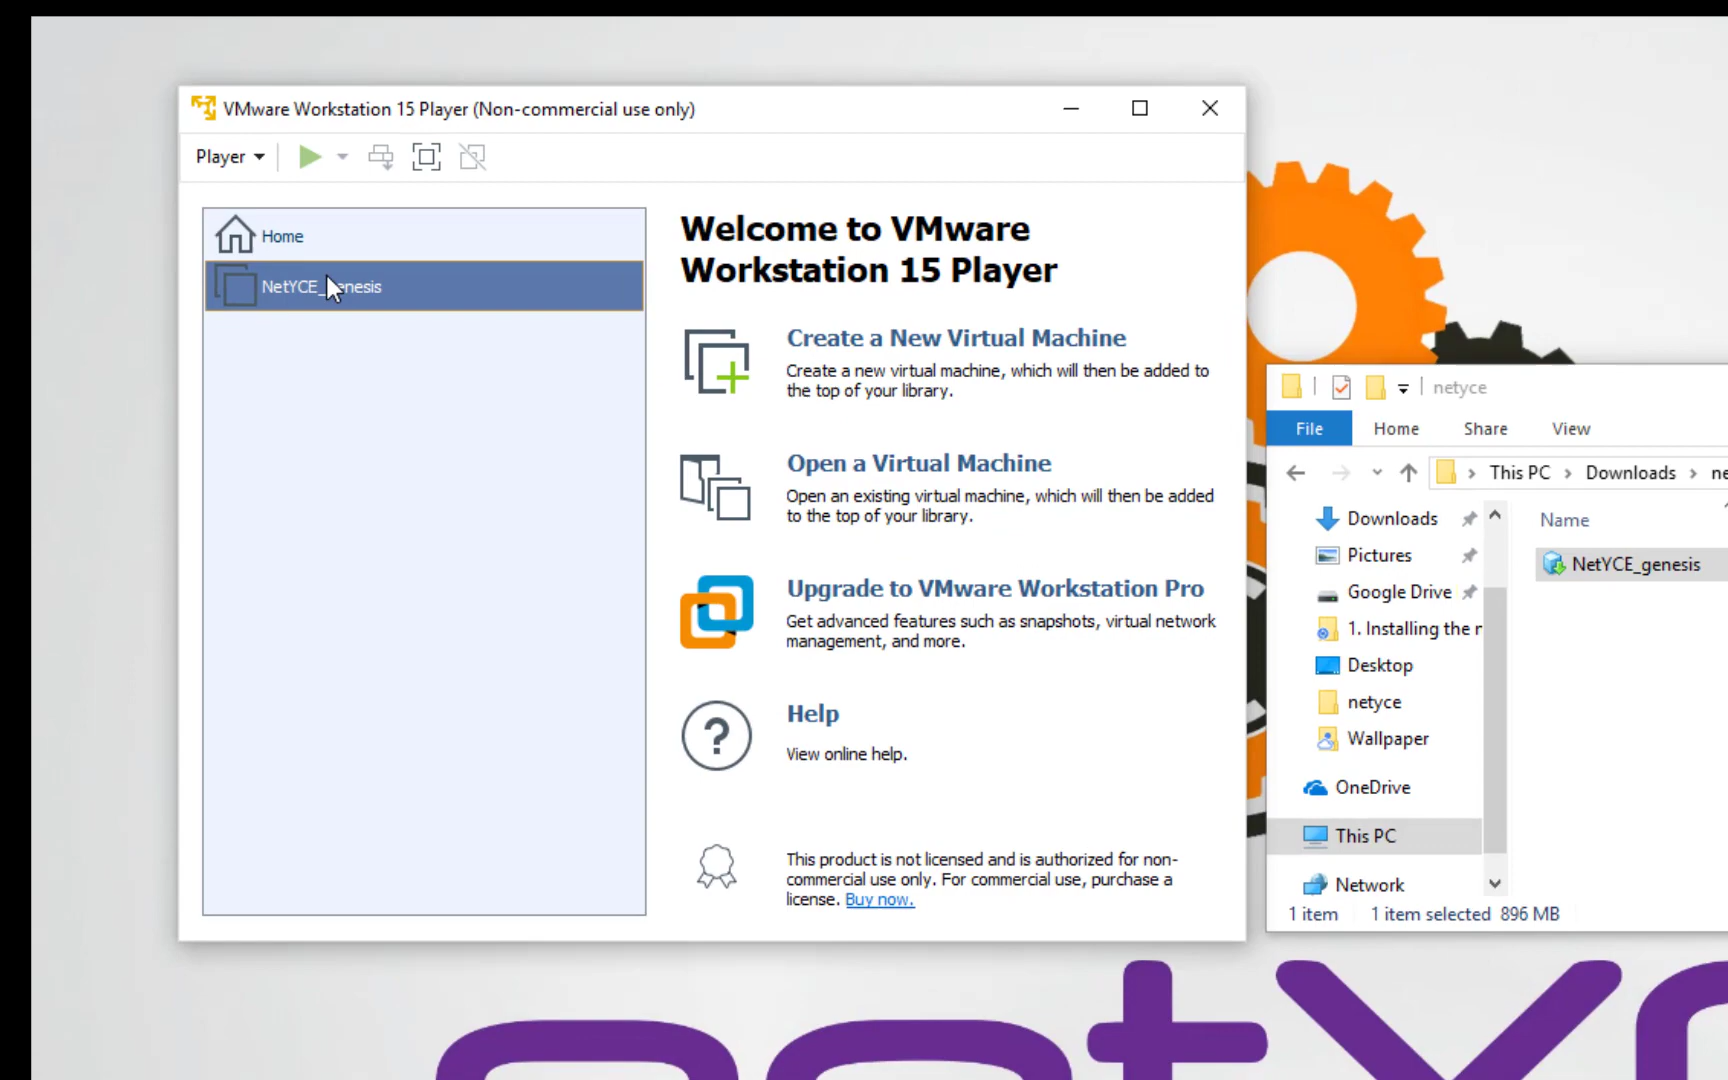 VMware Workstation 15 Player (Non-commercial use only)
Player
Home
NetYCE_genesis
Welcome to VMware
Workstation 15 Player
Create a New Virtual Machine
Create a new virtual machine, which will then be added to
the top of your library.
Open a Virtual Machine
Open an existing virtual machine, which will then be added
to the top of your library.
Upgrade to VMware Workstation Pro
Get advanced features such as snapshots, virtual network
management, and more.
Help
View online help.
This product is not licensed and is authorized for non-
commercial use only. For commercial use, purchase a
license. Buy now.
netyce
File Home Share View
This PC Downloads ne
Downloads
Pictures
Google Drive
1. Installing the r
Desktop
netyce
Wallpaper
OneDrive
This PC
Network
Name
NetYCE_genesis
1 item 1 item selected 896 MB